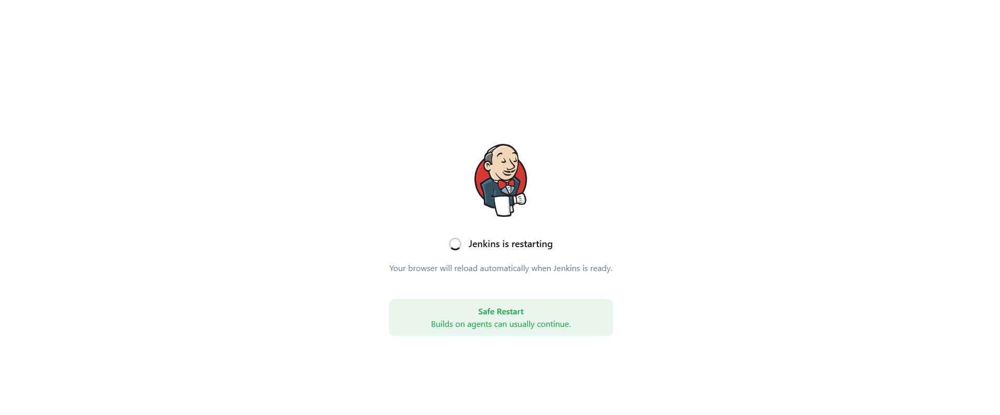 Jenkins is restarting
Your browser will reload automatically when Jenkins is ready.
Safe Restart
Builds on agents can usually continue.